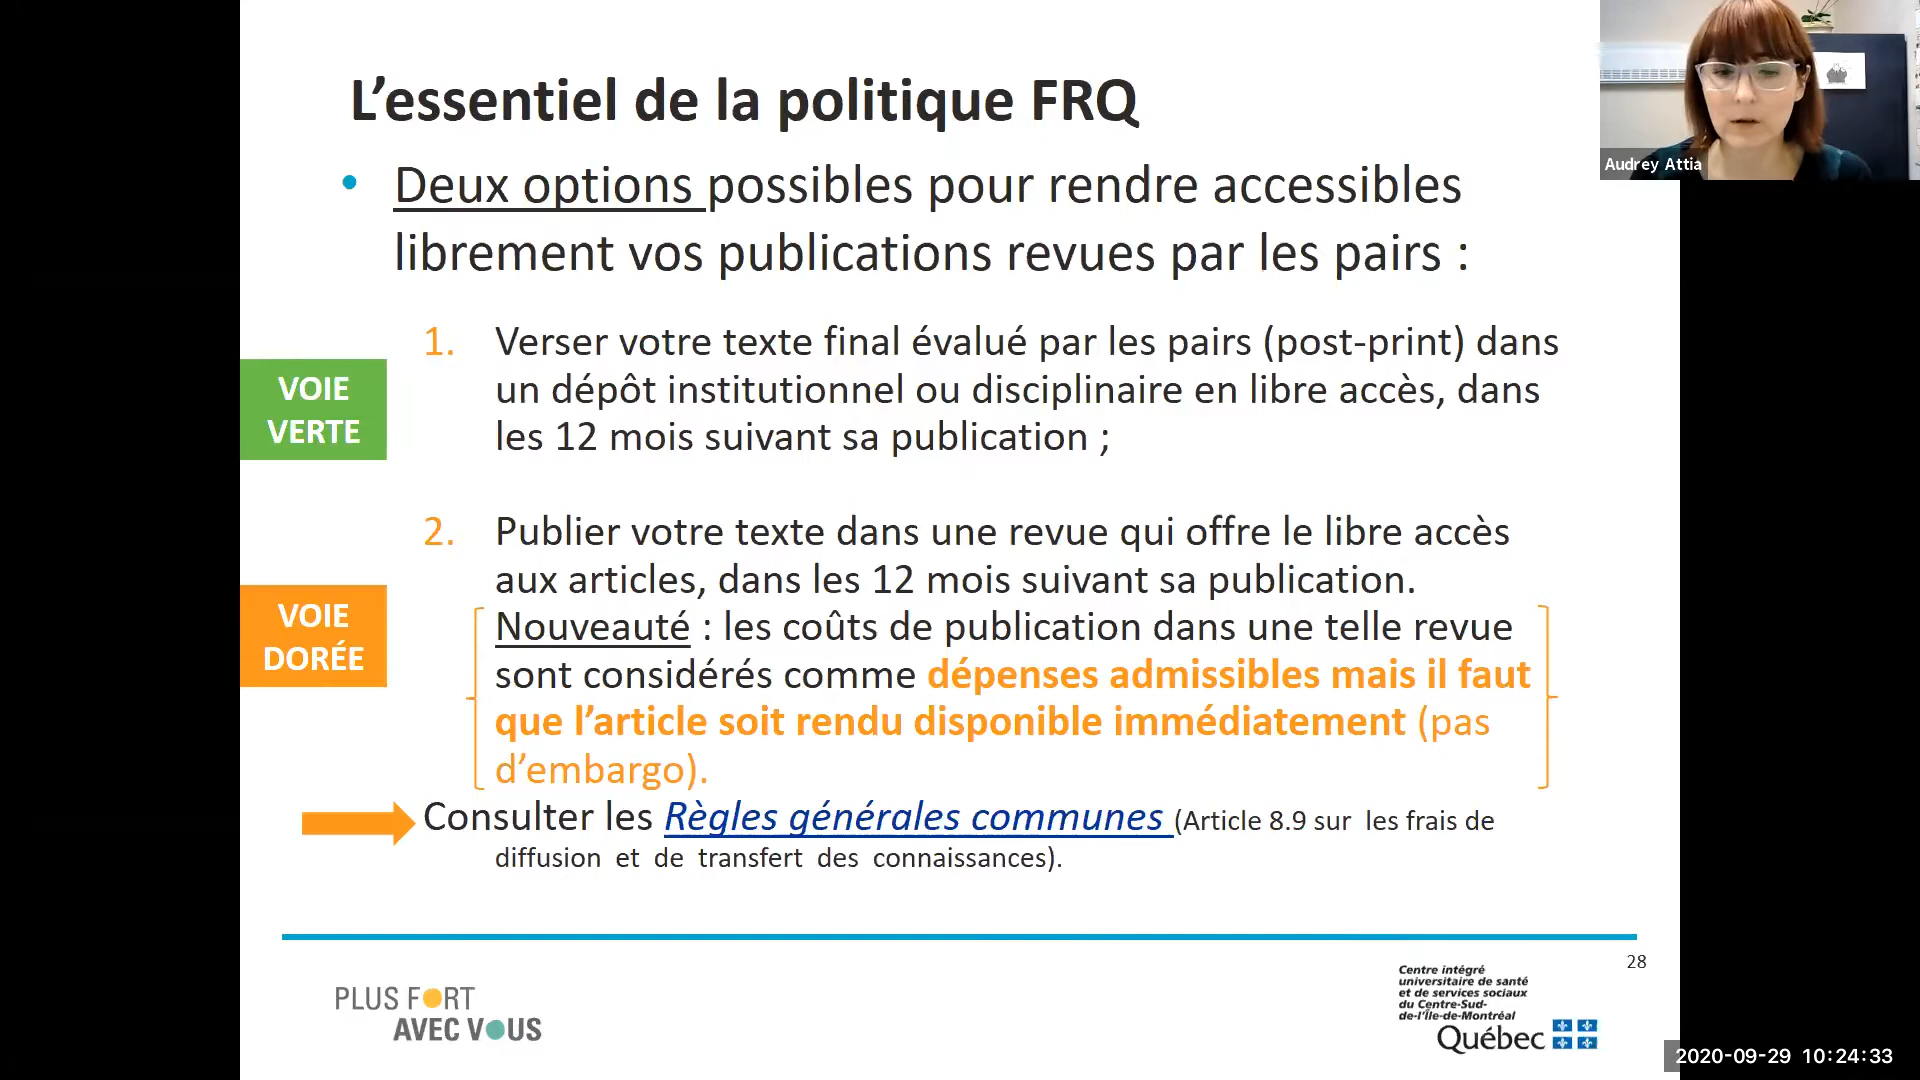 L’essentiel de la politique FRQ
• Deux options possibles pour rendre accessibles
librement vos publications revues par les pairs :
1. Verser votre texte final évalué par les pairs (post-print) dans
un dépôt institutionnel ou disciplinaire en libre accès, dans
les 12 mois suivant sa publication ;
VOIE
VERTE
2. Publier votre texte dans une revue qui offre le libre accès
aux articles, dans les 12 mois suivant sa publication.
Nouveauté : les coûts de publication dans une telle revue
sont considérés comme dépenses admissibles mais il faut
que l’article soit rendu disponible immédiatement (pas
d’embargo).
VOIE
DORÉE
Consulter les Règles générales communes (Article 8.9 sur les frais de
diffusion et de transfert des connaissances).
28
PLUS FORT
AVEC VOUS
Centre intégré
universitaire de santé
et de services sociaux
du Centre-Sud-
de-l’Île-de-Montréal
Québec
Audrey Attia
2020-09-29 10:24:33